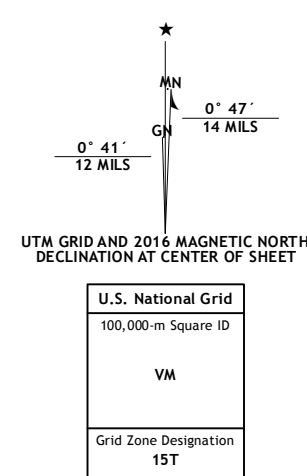 ★
MN
GN
0° 47´
14 MILS
0° 41´
12 MILS
UTM GRID AND 2016 MAGNETIC NORTH
DECLINATION AT CENTER OF SHEET
U.S. National Grid
100,000-m Square ID
VM
Grid Zone Designation
15T